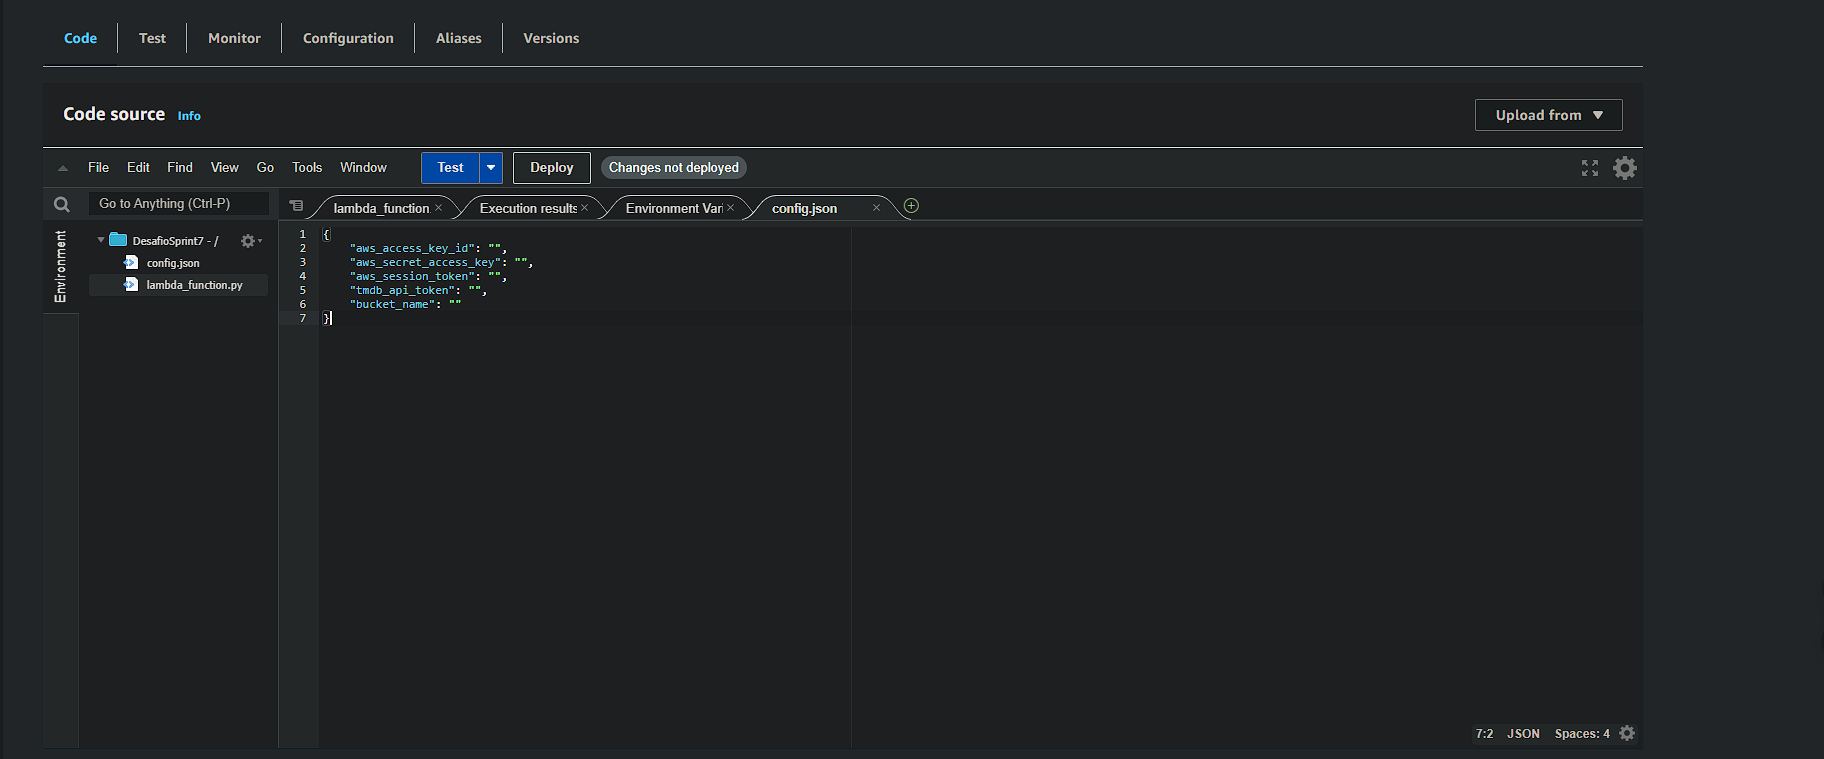 Code Test Monitor Configuration Aliases Versions
Code source Info
Upload from
File Edit Find View Go Tools Window Test Deploy Changes not deployed
Go to Anything (Ctrl-P)
lambda_function Execution results Environment Vari config.json
Environment
DesafioSprint7 - /
config.json
lambda_function.py
1 {
2 "aws_access_key_id": "",
3 "aws_secret_access_key": "",
4 "aws_session_token": "",
5 "tmdb_api_token": "",
6 "bucket_name": ""
7 }
7:2 JSON Spaces: 4